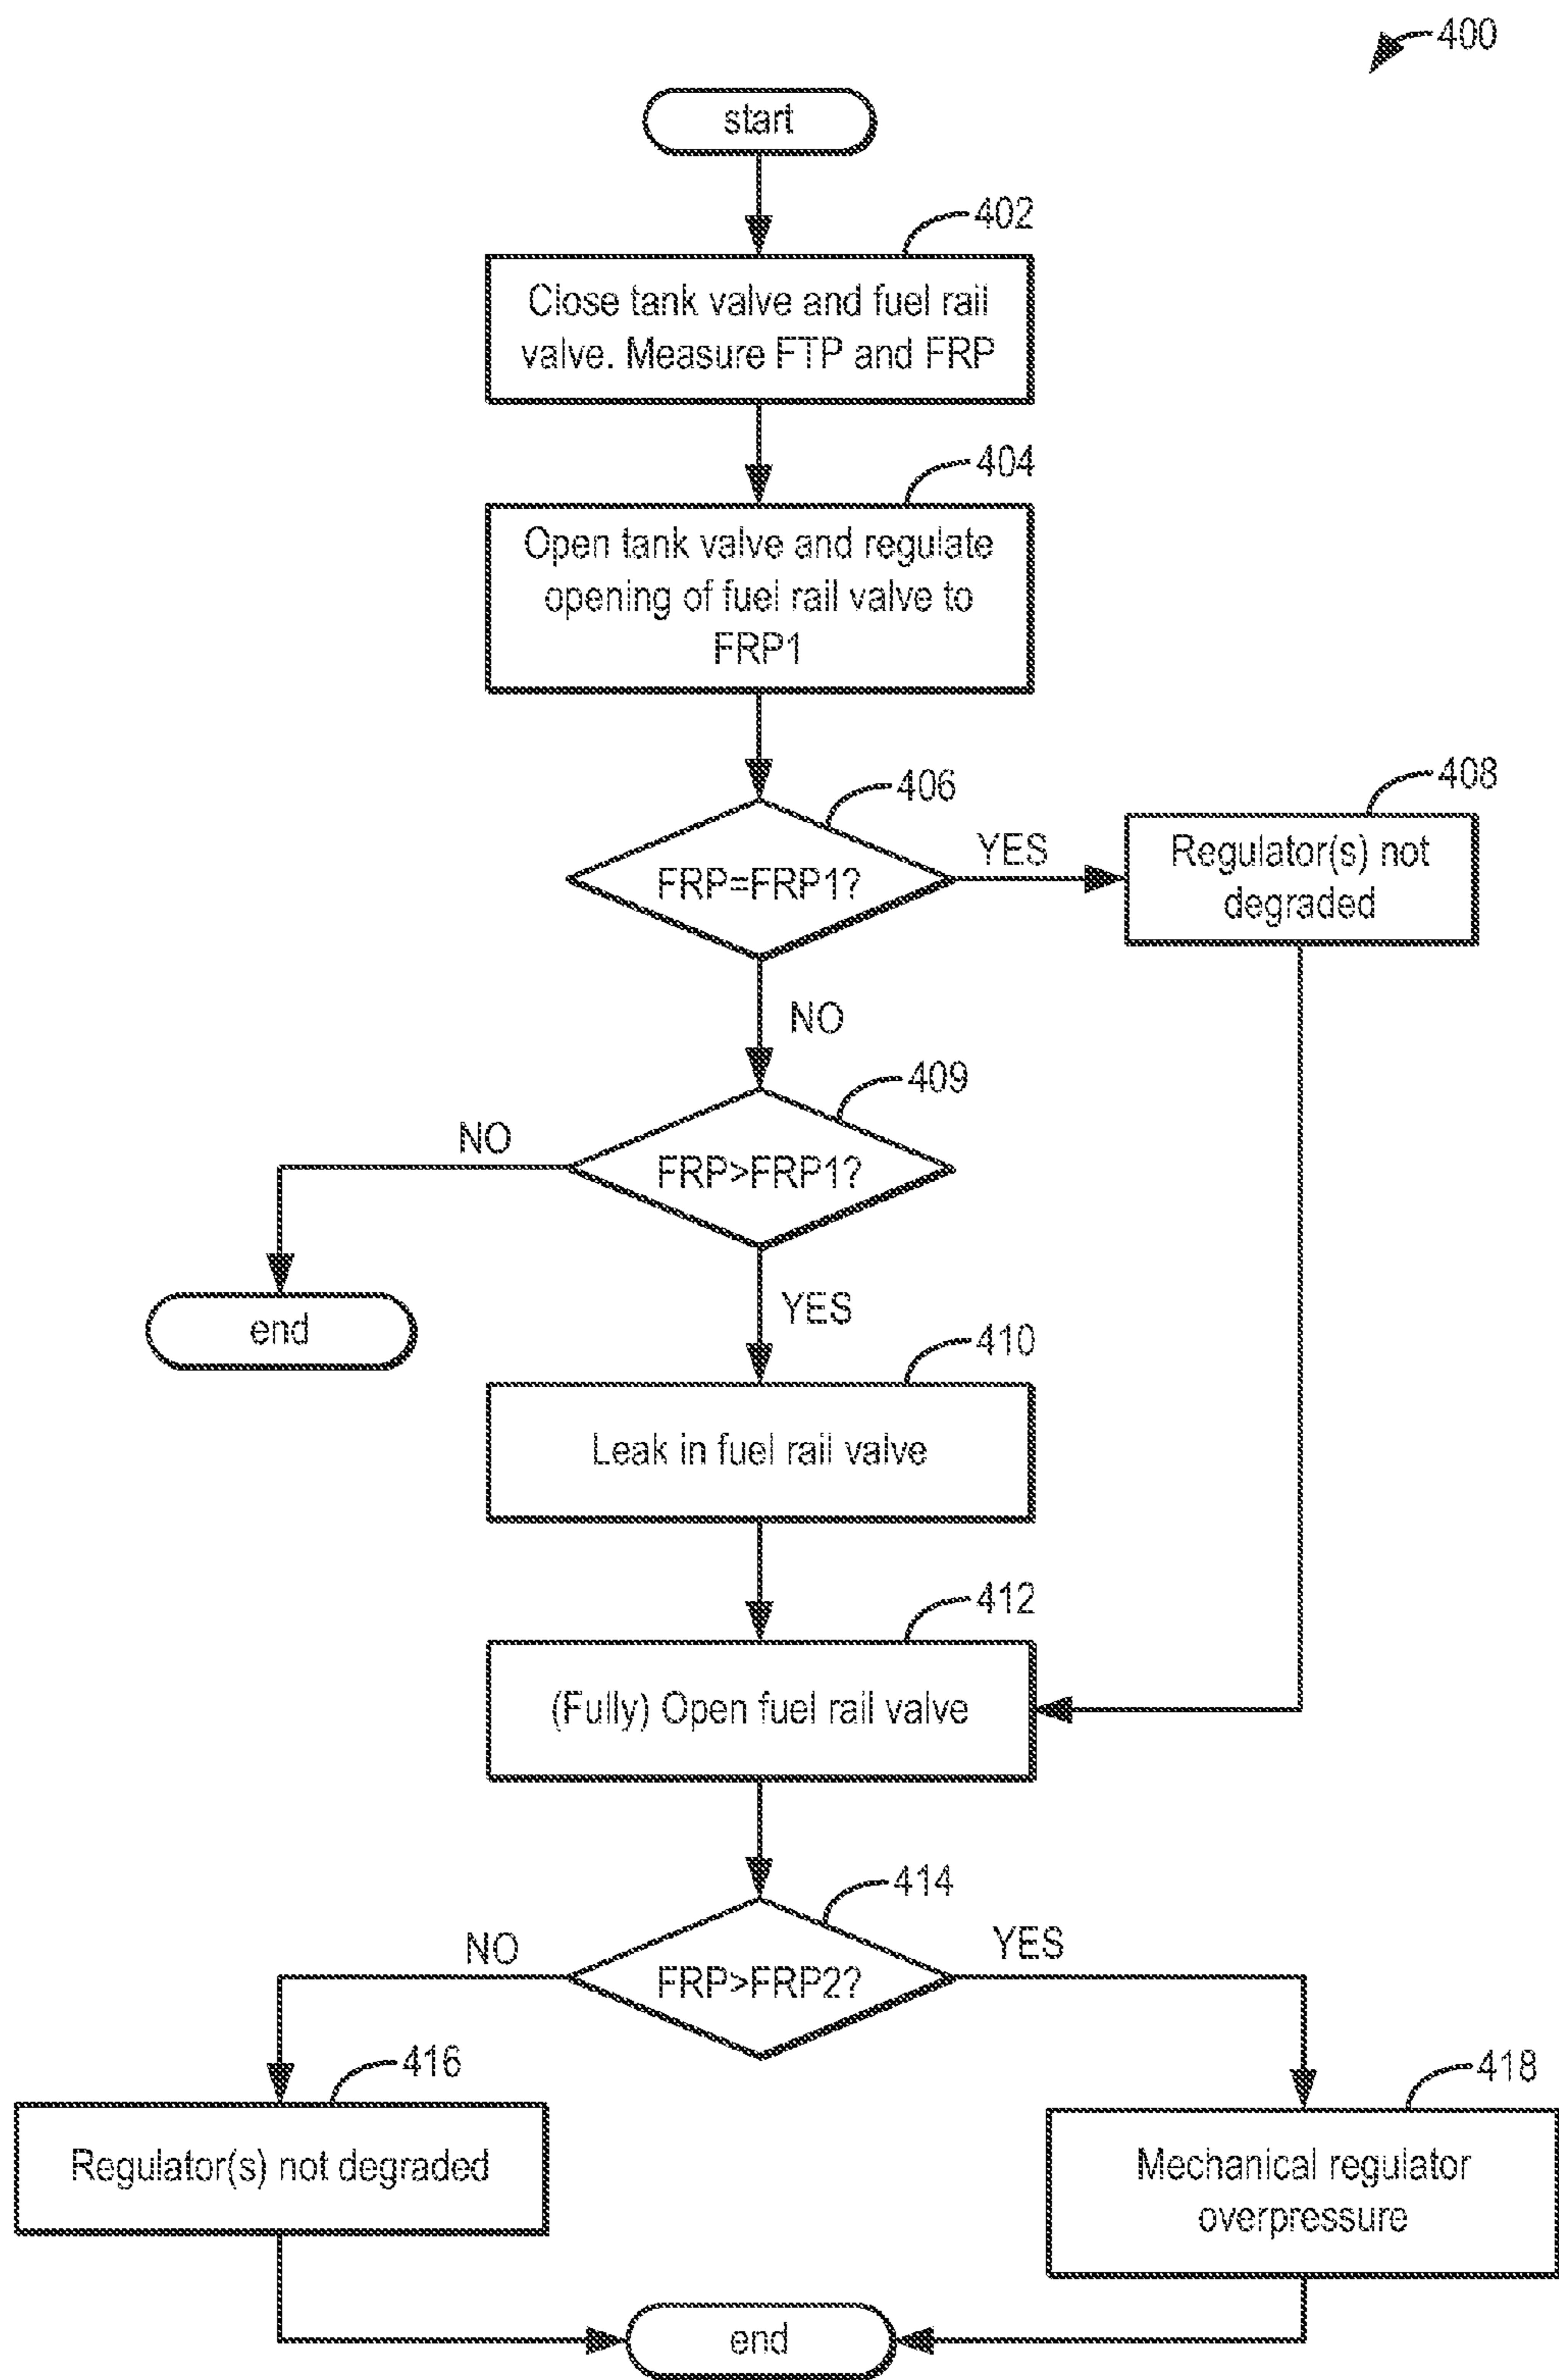 400
start
402
Close tank valve and fuel rail
valve. Measure FTP and FRP
404
Open tank valve and regulate
opening of fuel rail valve to
FRP1
406
408
FRP=FRP1?
YES
Regulator(s) not
degraded
NO
409
NO
FRP>FRP1?
end
YES
410
Leak in fuel rail valve
412
(Fully) Open fuel rail valve
414
NO
YES
FRP>FRP2?
416
418
Regulator(s) not degraded
Mechanical regulator
overpressure
end